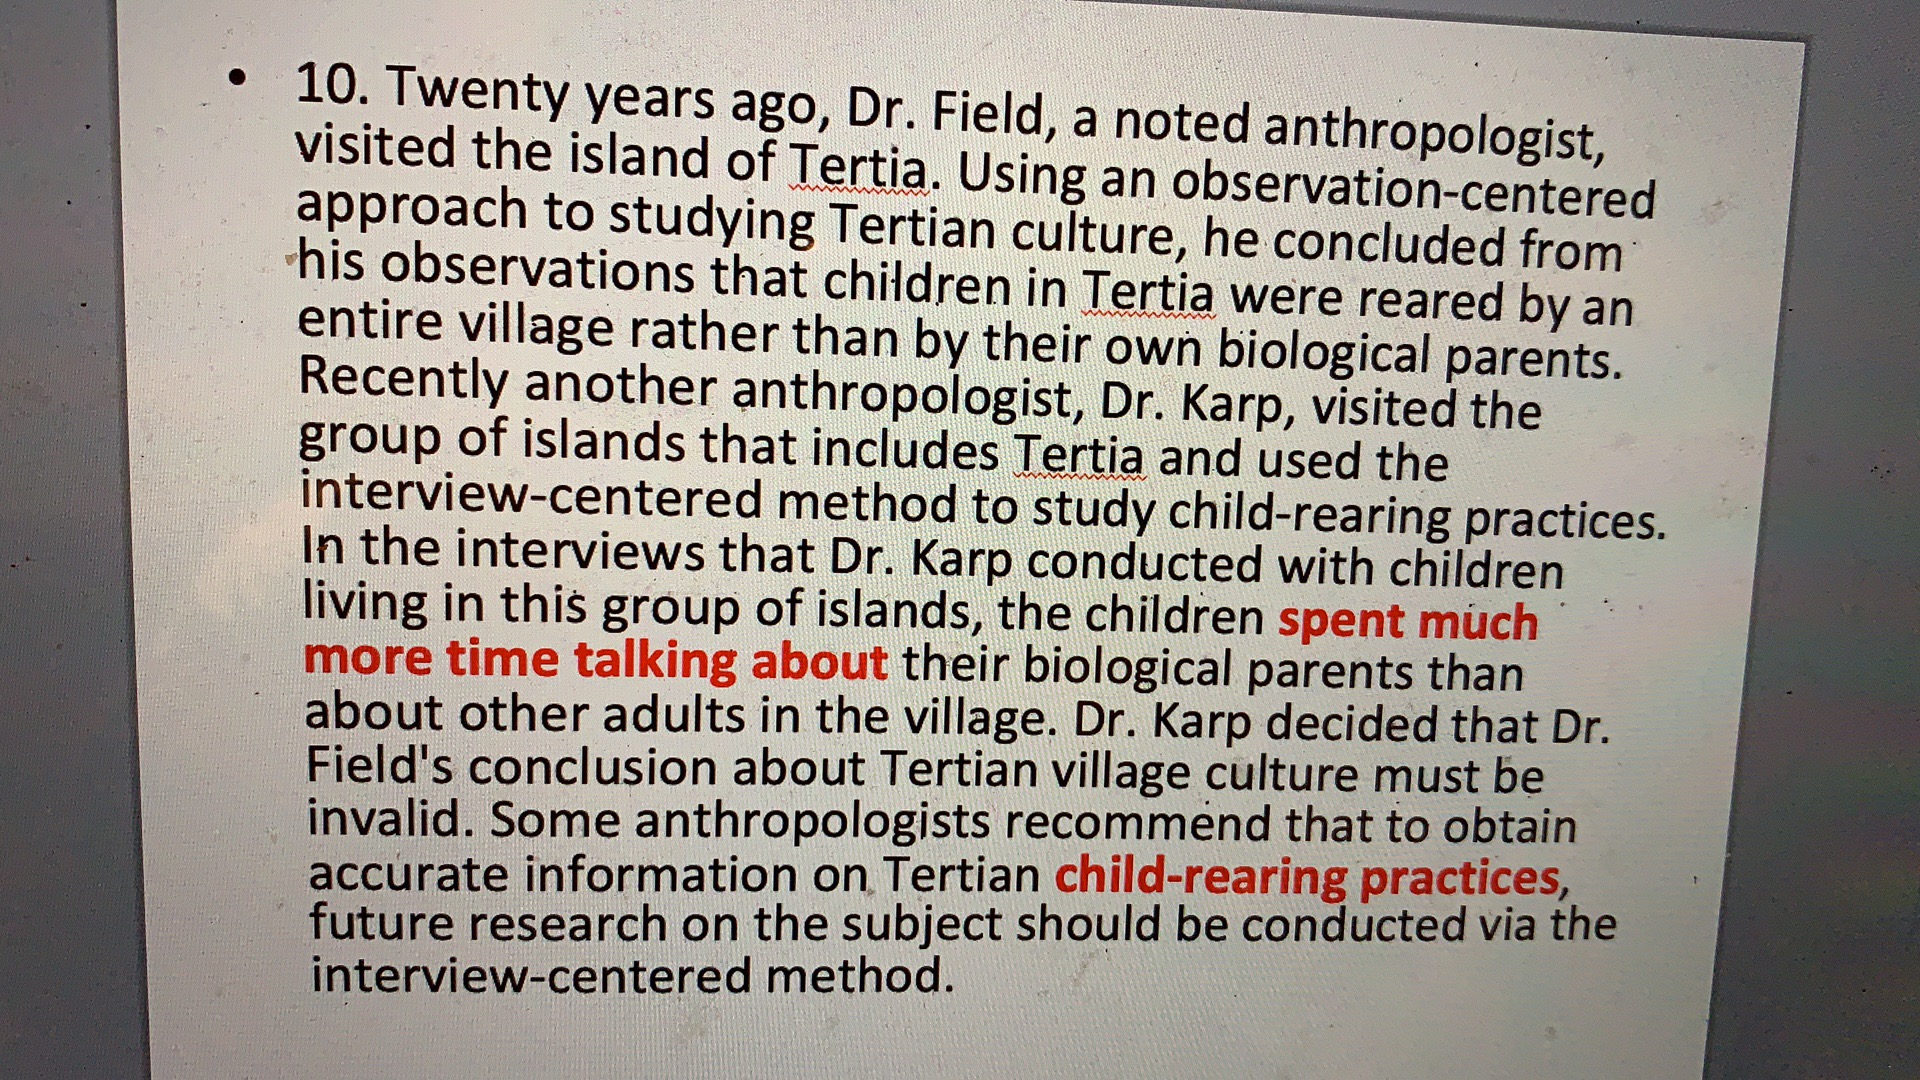 • 10. Twenty years ago, Dr. Field, a noted anthropologist,
visited the island of Tertia. Using an observation-centered
approach to studying Tertian culture, he concluded from
his observations that children in Tertia were reared by an
entire village rather than by their own biological parents.
Recently another anthropologist, Dr. Karp, visited the
group of islands that includes Tertia and used the
interview-centered method to study child-rearing practices.
In the interviews that Dr. Karp conducted with children
living in this group of islands, the children spent much
more time talking about their biological parents than
about other adults in the village. Dr. Karp decided that Dr.
Field's conclusion about Tertian village culture must be
invalid. Some anthropologists recommend that to obtain
accurate information on Tertian child-rearing practices,
future research on the subject should be conducted via the
interview-centered method.